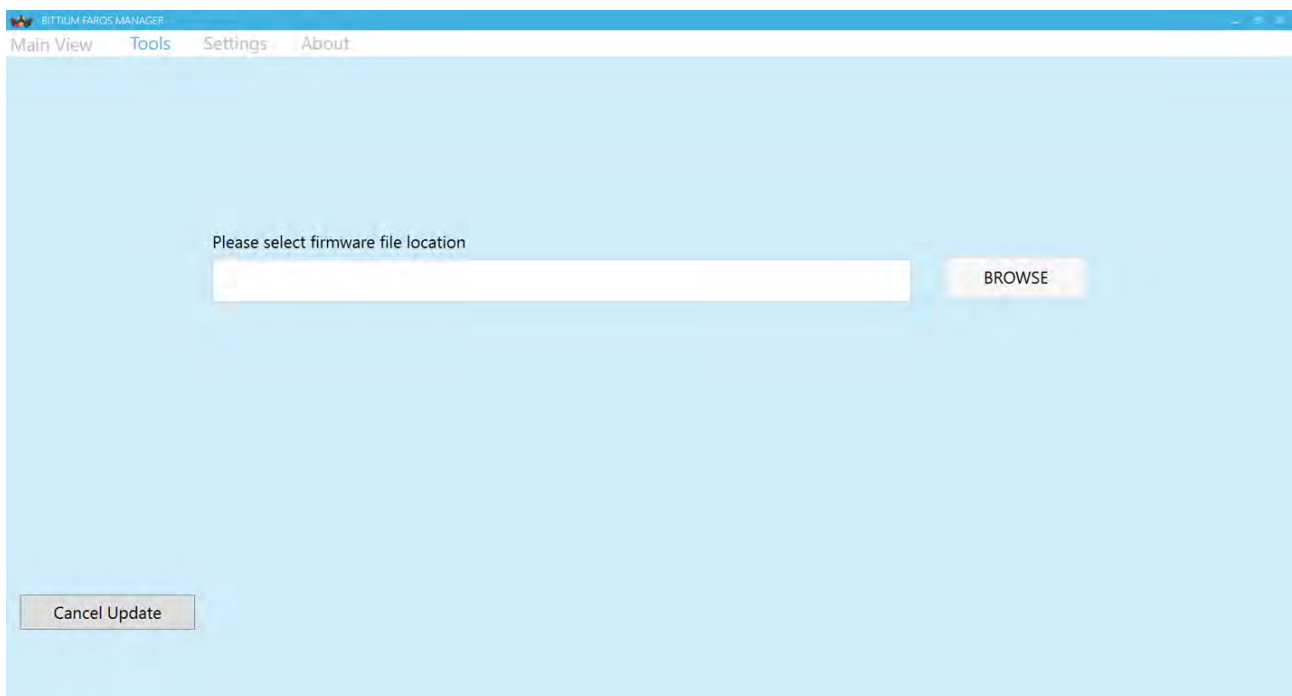 BITTIUM FAROS MANAGER
Main View Tools Settings About
Please select firmware file location
BROWSE
Cancel Update